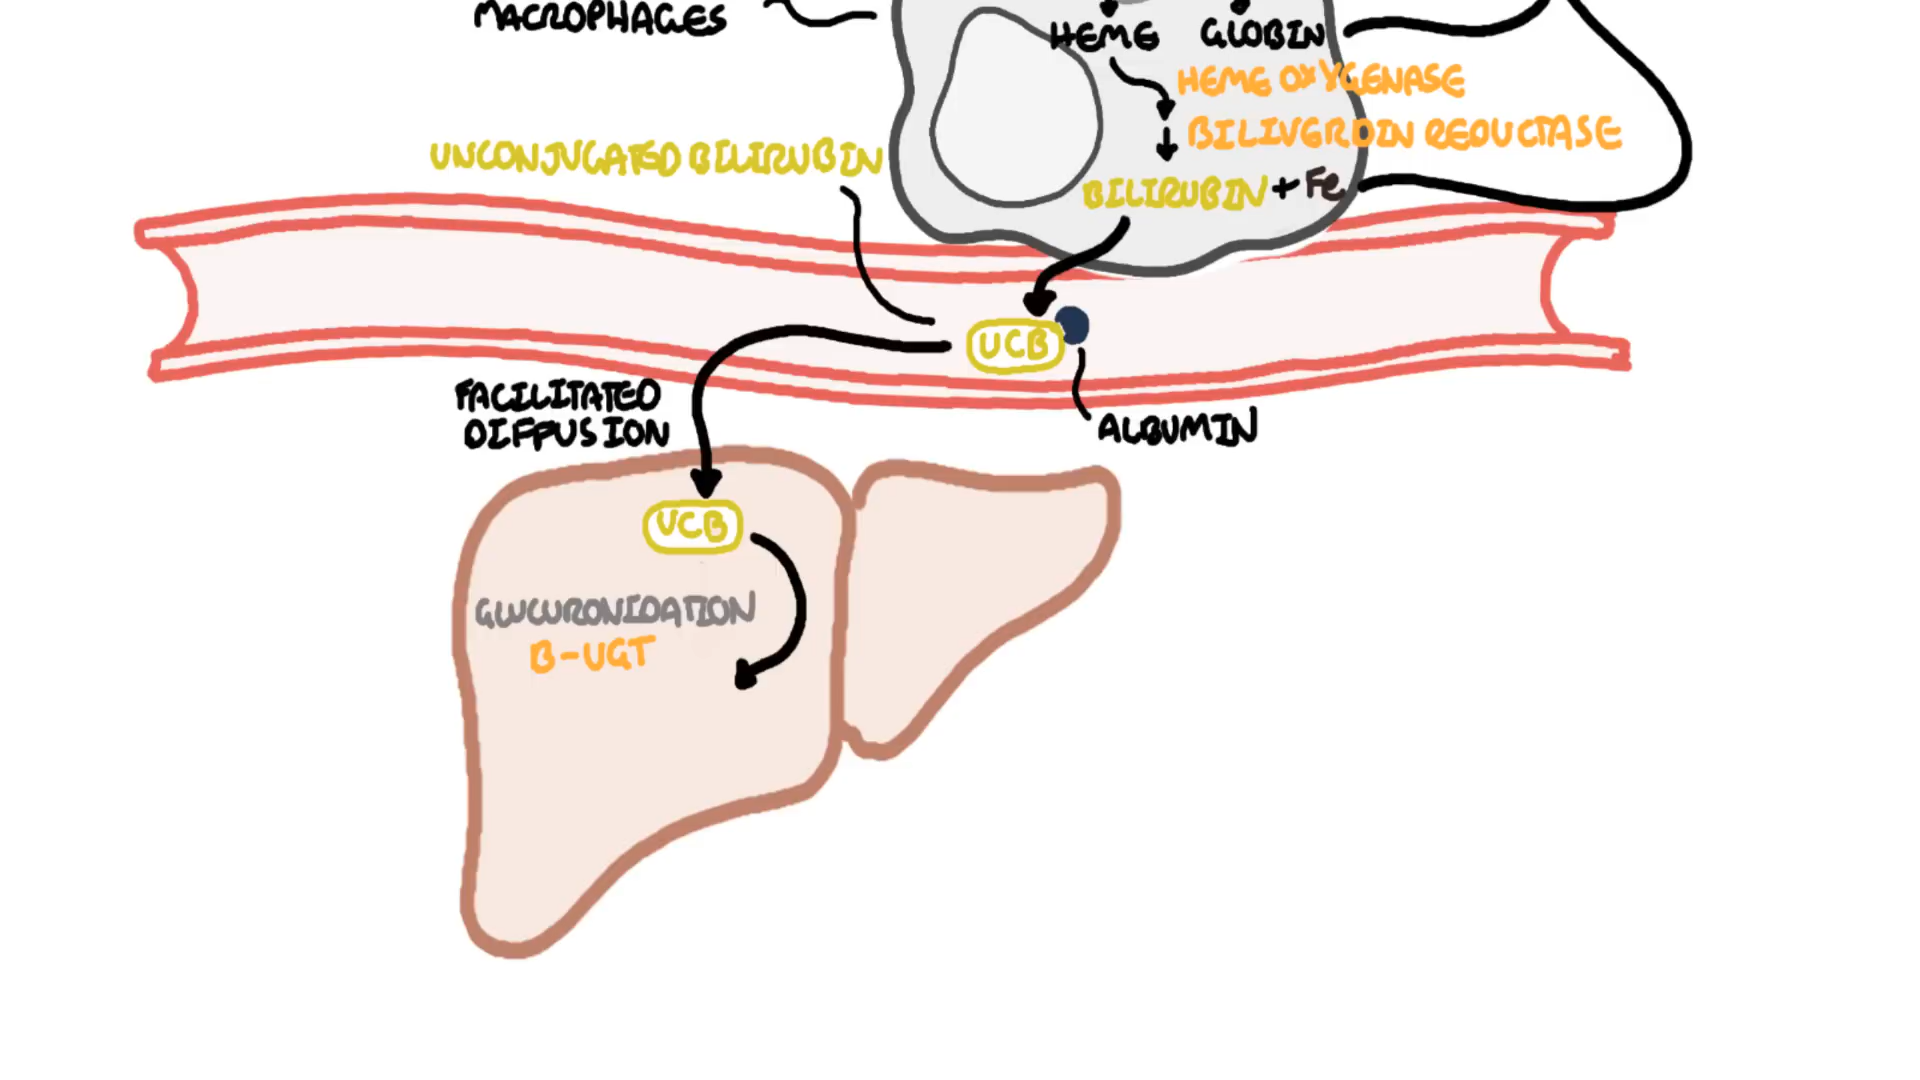 MACROPHAGES
HEME GLOBIN
HEME OXYGENASE
BILIVERDIN REDUCTASE
UNCONJUGATED BILIRUBIN
BILIRUBIN + Fe
UCB
FACILITATED
DIFFUSION
ALBUMIN
UCB
GLUCURONIDATION
B-UGT